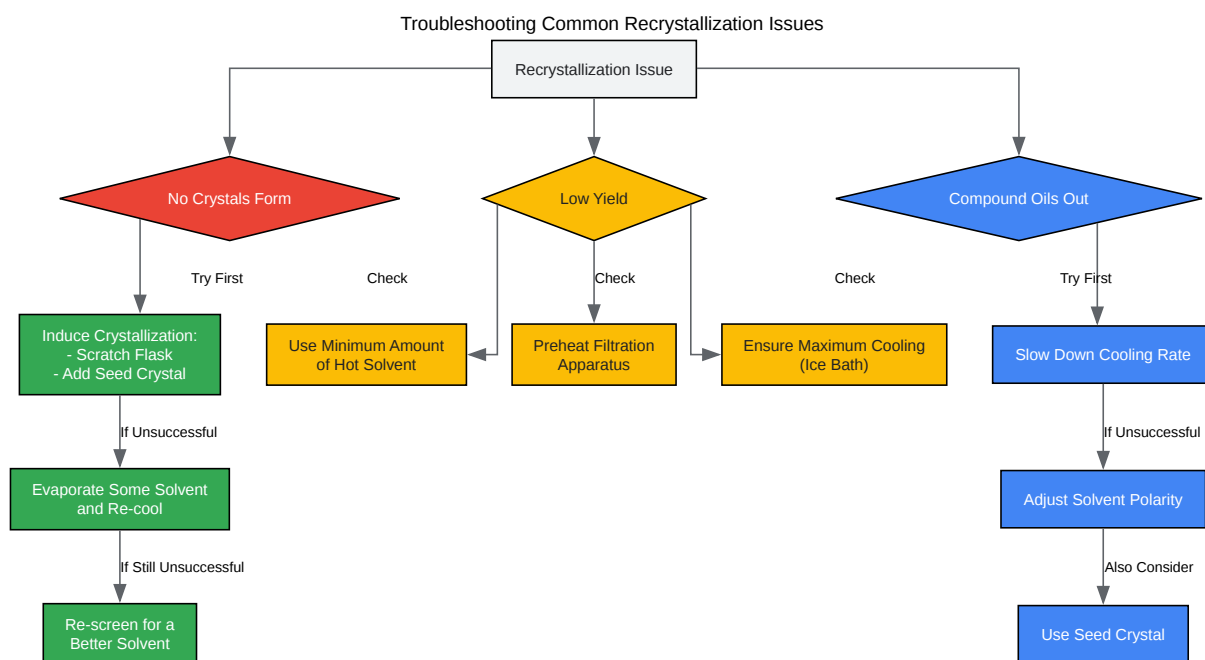 Troubleshooting Common Recrystallization Issues
Recrystallization Issue
No Crystals Form
Low Yield
Compound Oils Out
Try First
Check
Check
Check
Try First
Induce Crystallization:
- Scratch Flask
- Add Seed Crystal
Use Minimum Amount
of Hot Solvent
Preheat Filtration
Apparatus
Ensure Maximum Cooling
(Ice Bath)
Slow Down Cooling Rate
If Unsuccessful
If Unsuccessful
Evaporate Some Solvent
and Re-cool
Adjust Solvent Polarity
If Still Unsuccessful
Also Consider
Re-screen for a
Better Solvent
Use Seed Crystal